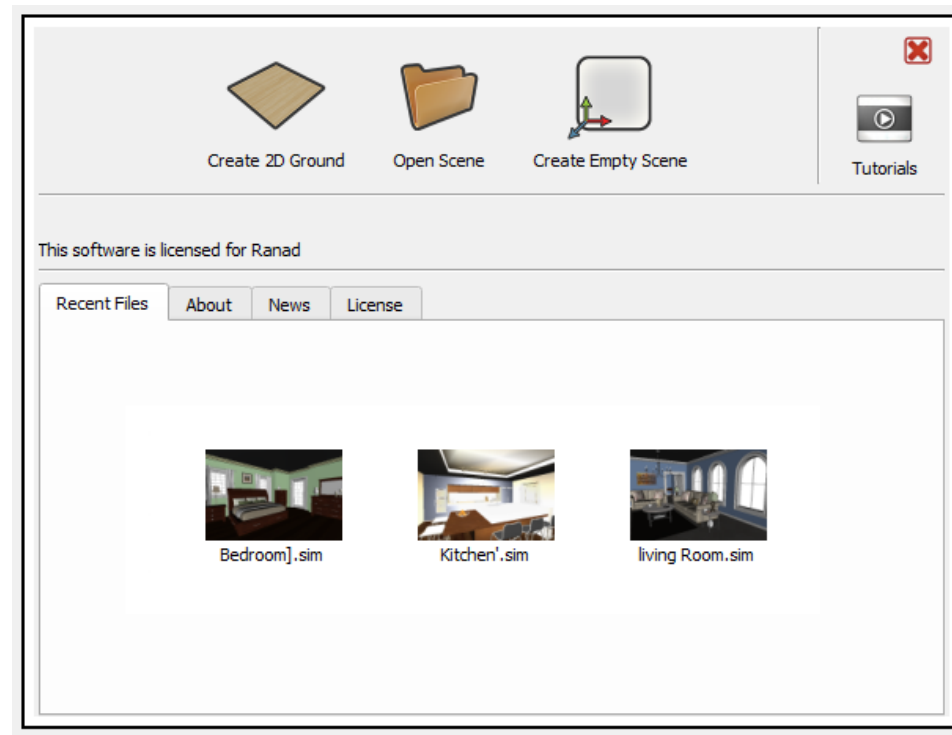 Create 2D Ground
Open Scene
Create Empty Scene
Tutorials
This software is licensed for Ranad
Recent Files
About
News
License
Bedroom].sim
Kitchen'.sim
living Room.sim